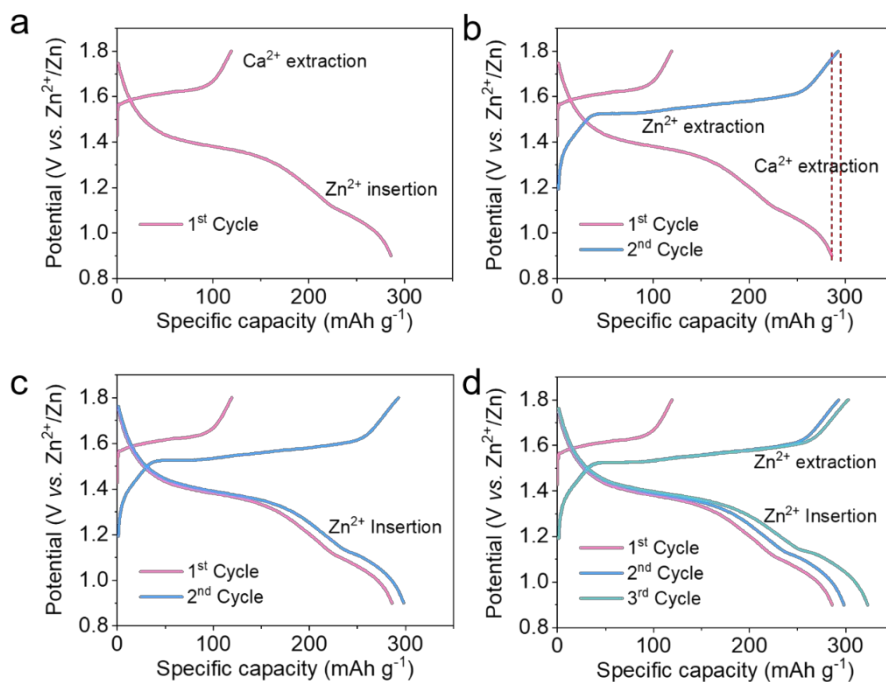 a
Potential (V vs. Zn²⁺/Zn)
1.8
1.6
1.4
1.2
1.0
0.8
Ca²⁺ extraction
Zn²⁺ insertion
1ˢᵗ Cycle
0 100 200 300
Specific capacity (mAh g⁻¹)
b
Potential (V vs. Zn²⁺/Zn)
1.8
1.6
1.4
1.2
1.0
0.8
Zn²⁺ extraction
Ca²⁺ extraction
1ˢᵗ Cycle
2ⁿᵈ Cycle
0 100 200 300
Specific capacity (mAh g⁻¹)
c
Potential (V vs. Zn²⁺/Zn)
1.8
1.6
1.4
1.2
1.0
0.8
Zn²⁺ Insertion
1ˢᵗ Cycle
2ⁿᵈ Cycle
0 100 200 300
Specific capacity (mAh g⁻¹)
d
Potential (V vs. Zn²⁺/Zn)
1.8
1.6
1.4
1.2
1.0
0.8
Zn²⁺ extraction
Zn²⁺ Insertion
1ˢᵗ Cycle
2ⁿᵈ Cycle
3ʳᵈ Cycle
0 100 200 300
Specific capacity (mAh g⁻¹)